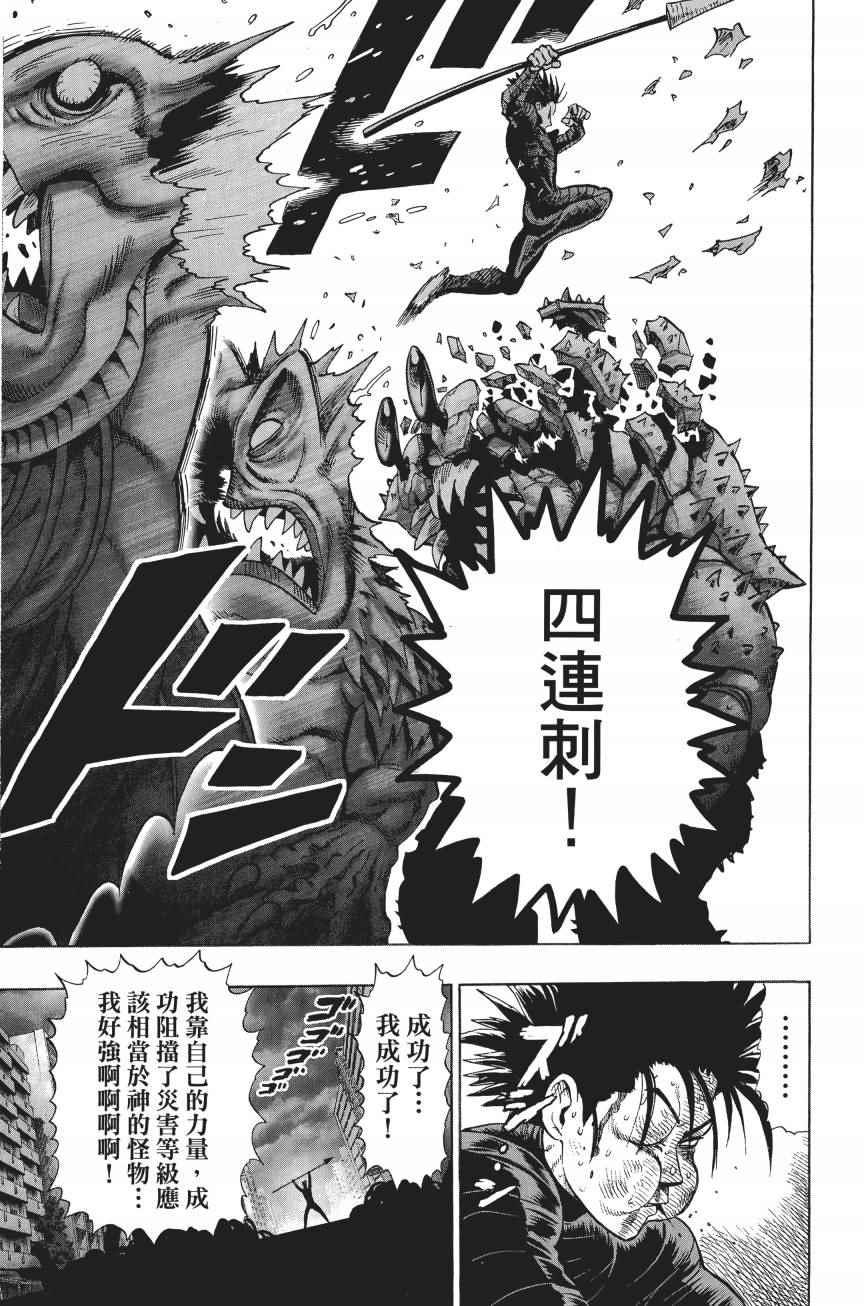 ドド
四連刺！
ドン
………
ズル
成功了…
我成功了！
ゴゴゴ
我靠自己的力量，成
功阻擋了災害等級應
該相當於神的怪物…
我好強啊啊啊啊！